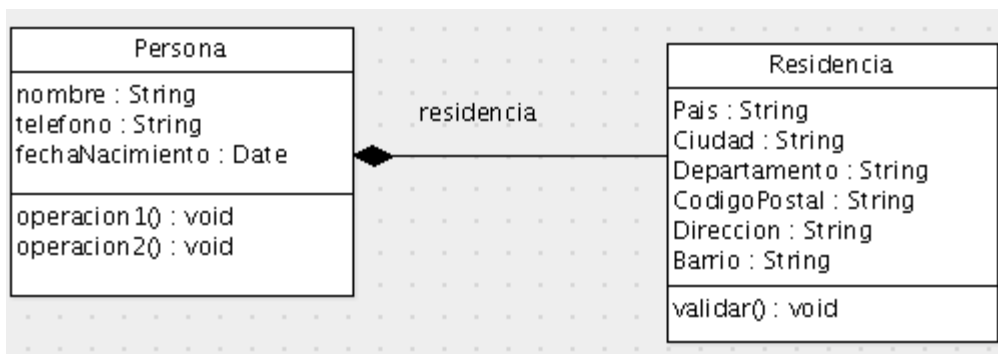 Persona
nombre : String
telefono : String
fechaNacimiento : Date
operacion1() : void
operacion2() : void
residencia
Residencia
Pais : String
Ciudad : String
Departamento : String
CodigoPostal : String
Direccion : String
Barrio : String
validar() : void